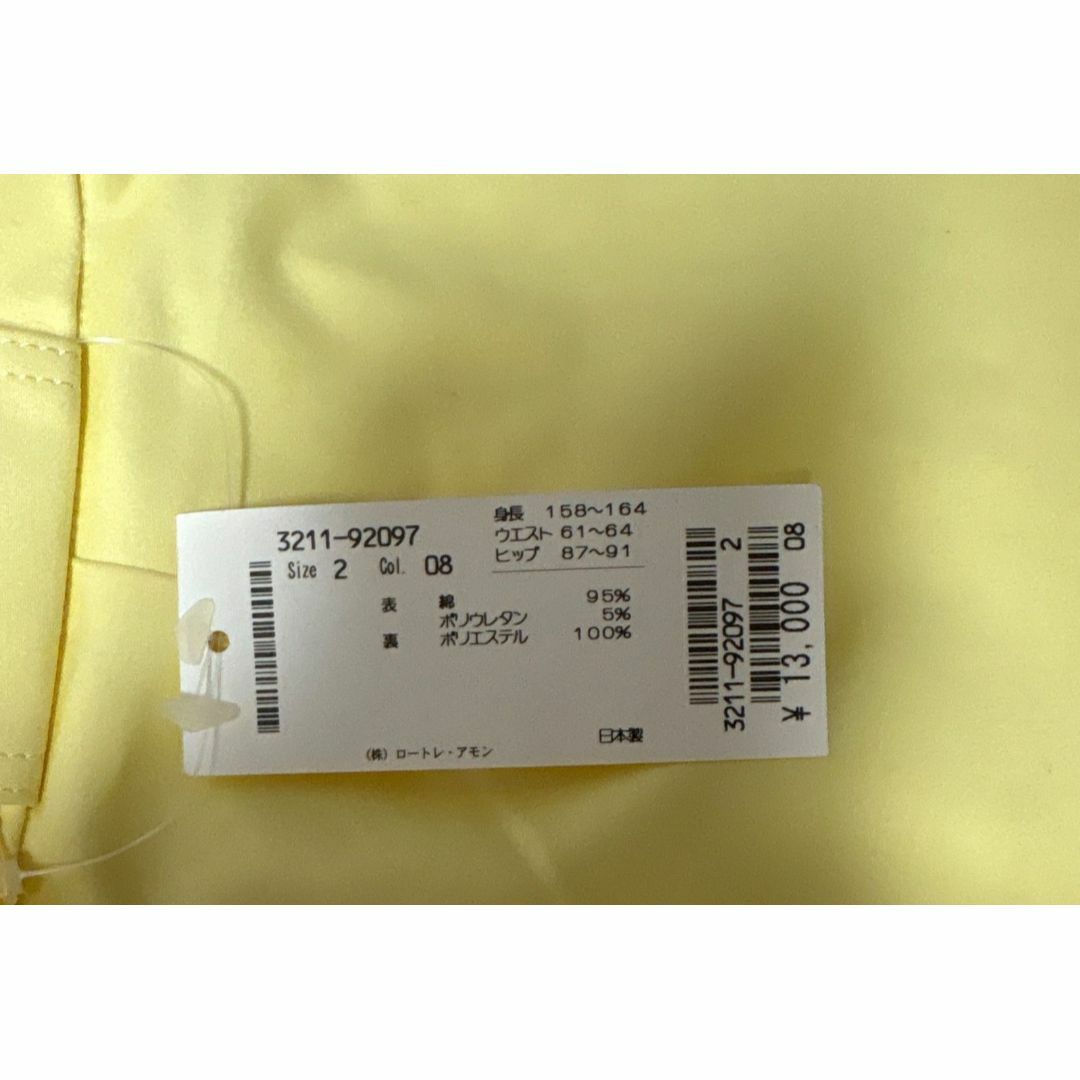 3211-92097
Size 2 Col. 08
身長 158～164
ウエスト 61～64
ヒップ 87～91
表 綿 95%
ポリウレタン 5%
裏 ポリエステル 100%
日本製
(株) ロートレ・アモン
3211-92097 2
¥ 13,000 08